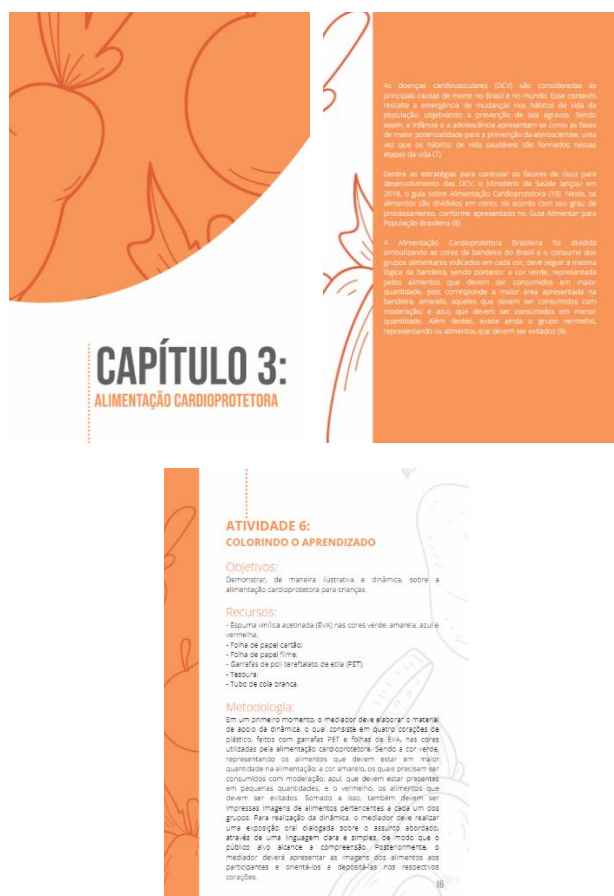 CAPÍTULO 3:
ALIMENTAÇÃO CARDIOPROTETORA
As doenças cardiovasculares (DCV) são consideradas as
principais causas de morte no Brasil e no mundo. Esse contexto
ressalta a emergência de mudanças nos hábitos de vida da
população, objetivando a prevenção de tais agravos. Sendo
assim, a infância e a adolescência apresentam-se como as fases
de maior potencialidade para a prevenção da aterosclerose, uma
vez que os hábitos de vida saudáveis são formados nessas
etapas da vida (7).
Dentre as estratégias para controlar os fatores de risco para
desenvolvimento das DCV, o Ministério da Saúde lançou em
2018, o guia sobre Alimentação Cardioprotetora (13). Neste, os
alimentos são divididos em cores, de acordo com seu grau de
processamento, conforme apresentado no Guia Alimentar para
População Brasileira (8).
A Alimentação Cardioprotetora Brasileira foi dividida
simbolizando as cores da bandeira do Brasil e o consumo dos
grupos alimentares indicados em cada cor, deve seguir a mesma
lógica da bandeira, sendo portanto: a cor verde, representada
pelos alimentos que devem ser consumidos em maior
quantidade, pois corresponde a maior área apresentada na
bandeira; amarelo, aqueles que devem ser consumidos com
moderação; e azul, que devem ser consumidos em menor
quantidade. Além destes, existe ainda o grupo vermelho,
representando os alimentos que devem ser evitados (9).
ATIVIDADE 6:
COLORINDO O APRENDIZADO
Objetivos:
Demonstrar, de maneira ilustrativa e dinâmica, sobre a
alimentação cardioprotetora para crianças.
Recursos:
- Espuma vinílica acetinada (EVA) nas cores verde, amarela, azul e
vermelha;
- Folha de papel cartão;
- Folha de papel filme;
- Garrafas de poli tereftalato de etila (PET);
- Tesoura;
- Tubo de cola branca.
Metodologia:
Em um primeiro momento, o mediador deve elaborar o material
de apoio da dinâmica, o qual consiste em quatro corações de
plástico, feitos com garrafas PET e folhas de EVA, nas cores
utilizadas pela alimentação cardioprotetora. Sendo a cor verde,
representando os alimentos que devem estar em maior
quantidade na alimentação; a cor amarelo, os quais precisam ser
consumidos com moderação; azul, que devem estar presentes
em pequenas quantidades; e o vermelho, os alimentos que
devem ser evitados. Somado a isso, também devem ser
impressas imagens de alimentos pertencentes a cada um dos
grupos. Para realização da dinâmica, o mediador deve realizar
uma exposição oral dialogada sobre o assunto abordado,
através de uma linguagem clara e simples, de modo que o
público alvo alcance a compreensão. Posteriormente, o
mediador deverá apresentar as imagens dos alimentos aos
participantes e orientá-los a depositá-las nos respectivos
corações.